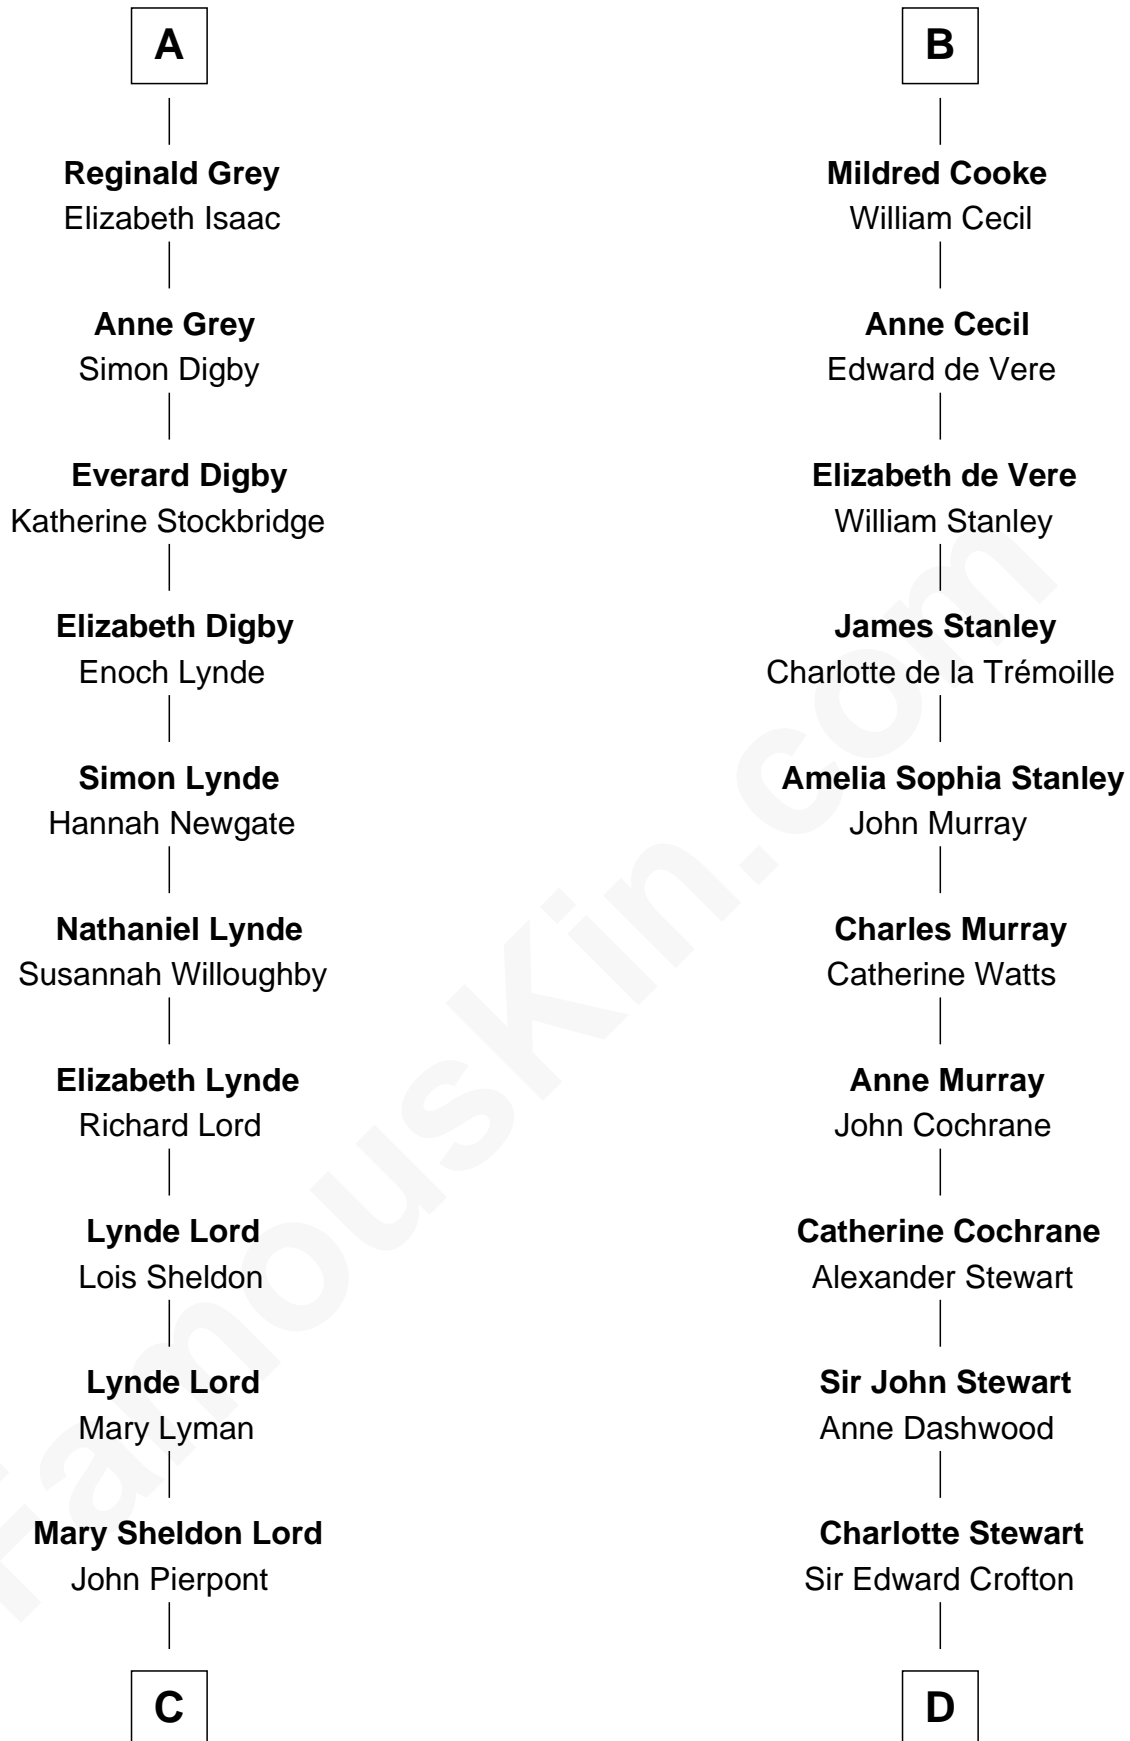 A
Reginald Grey
Elizabeth Isaac
Anne Grey
Simon Digby
Everard Digby
Katherine Stockbridge
Elizabeth Digby
Enoch Lynde
Simon Lynde
Hannah Newgate
Nathaniel Lynde
Susannah Willoughby
Elizabeth Lynde
Richard Lord
Lynde Lord
Lois Sheldon
Lynde Lord
Mary Lyman
Mary Sheldon Lord
John Pierpont
C
B
Mildred Cooke
William Cecil
Anne Cecil
Edward de Vere
Elizabeth de Vere
William Stanley
James Stanley
Charlotte de la Trémoille
Amelia Sophia Stanley
John Murray
Charles Murray
Catherine Watts
Anne Murray
John Cochrane
Catherine Cochrane
Alexander Stewart
Sir John Stewart
Anne Dashwood
Charlotte Stewart
Sir Edward Crofton
D
FamousKin.com